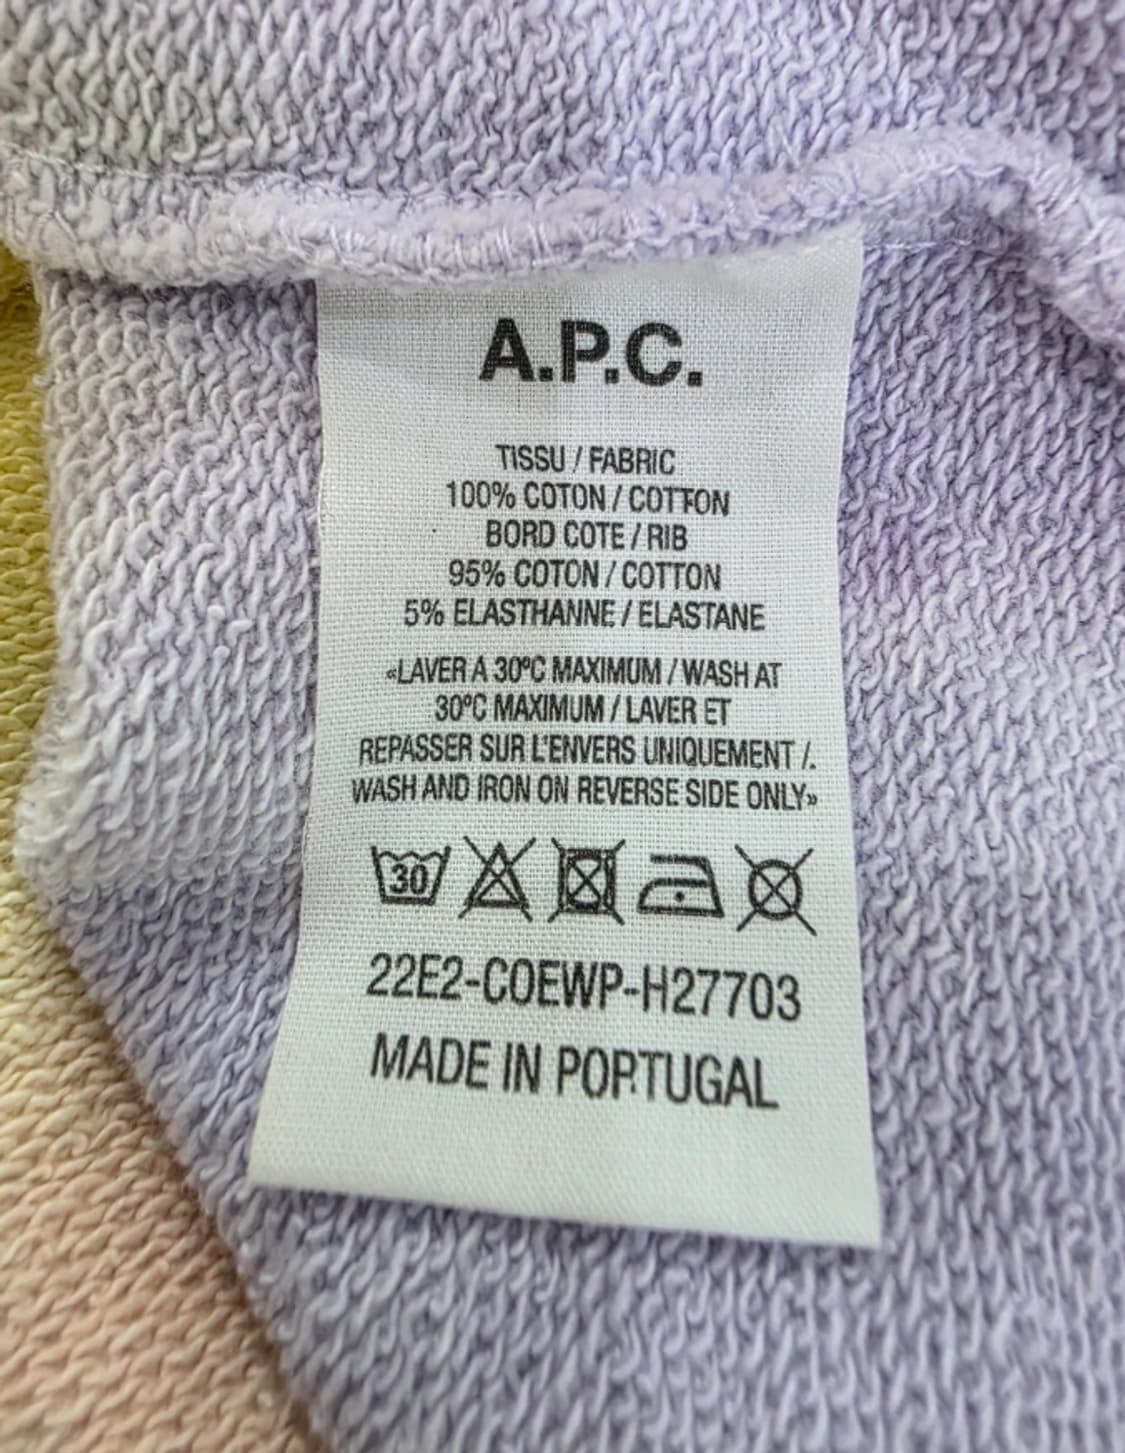 A.P.C.
TISSU / FABRIC
100% COTON / COTTON
BORD COTE / RIB
95% COTON / COTTON
5% ELASTHANNE / ELASTANE
«LAVER A 30ºC MAXIMUM / WASH AT
30ºC MAXIMUM / LAVER ET
REPASSER SUR L'ENVERS UNIQUEMENT /.
WASH AND IRON ON REVERSE SIDE ONLY»
30
22E2-COEWP-H27703
MADE IN PORTUGAL